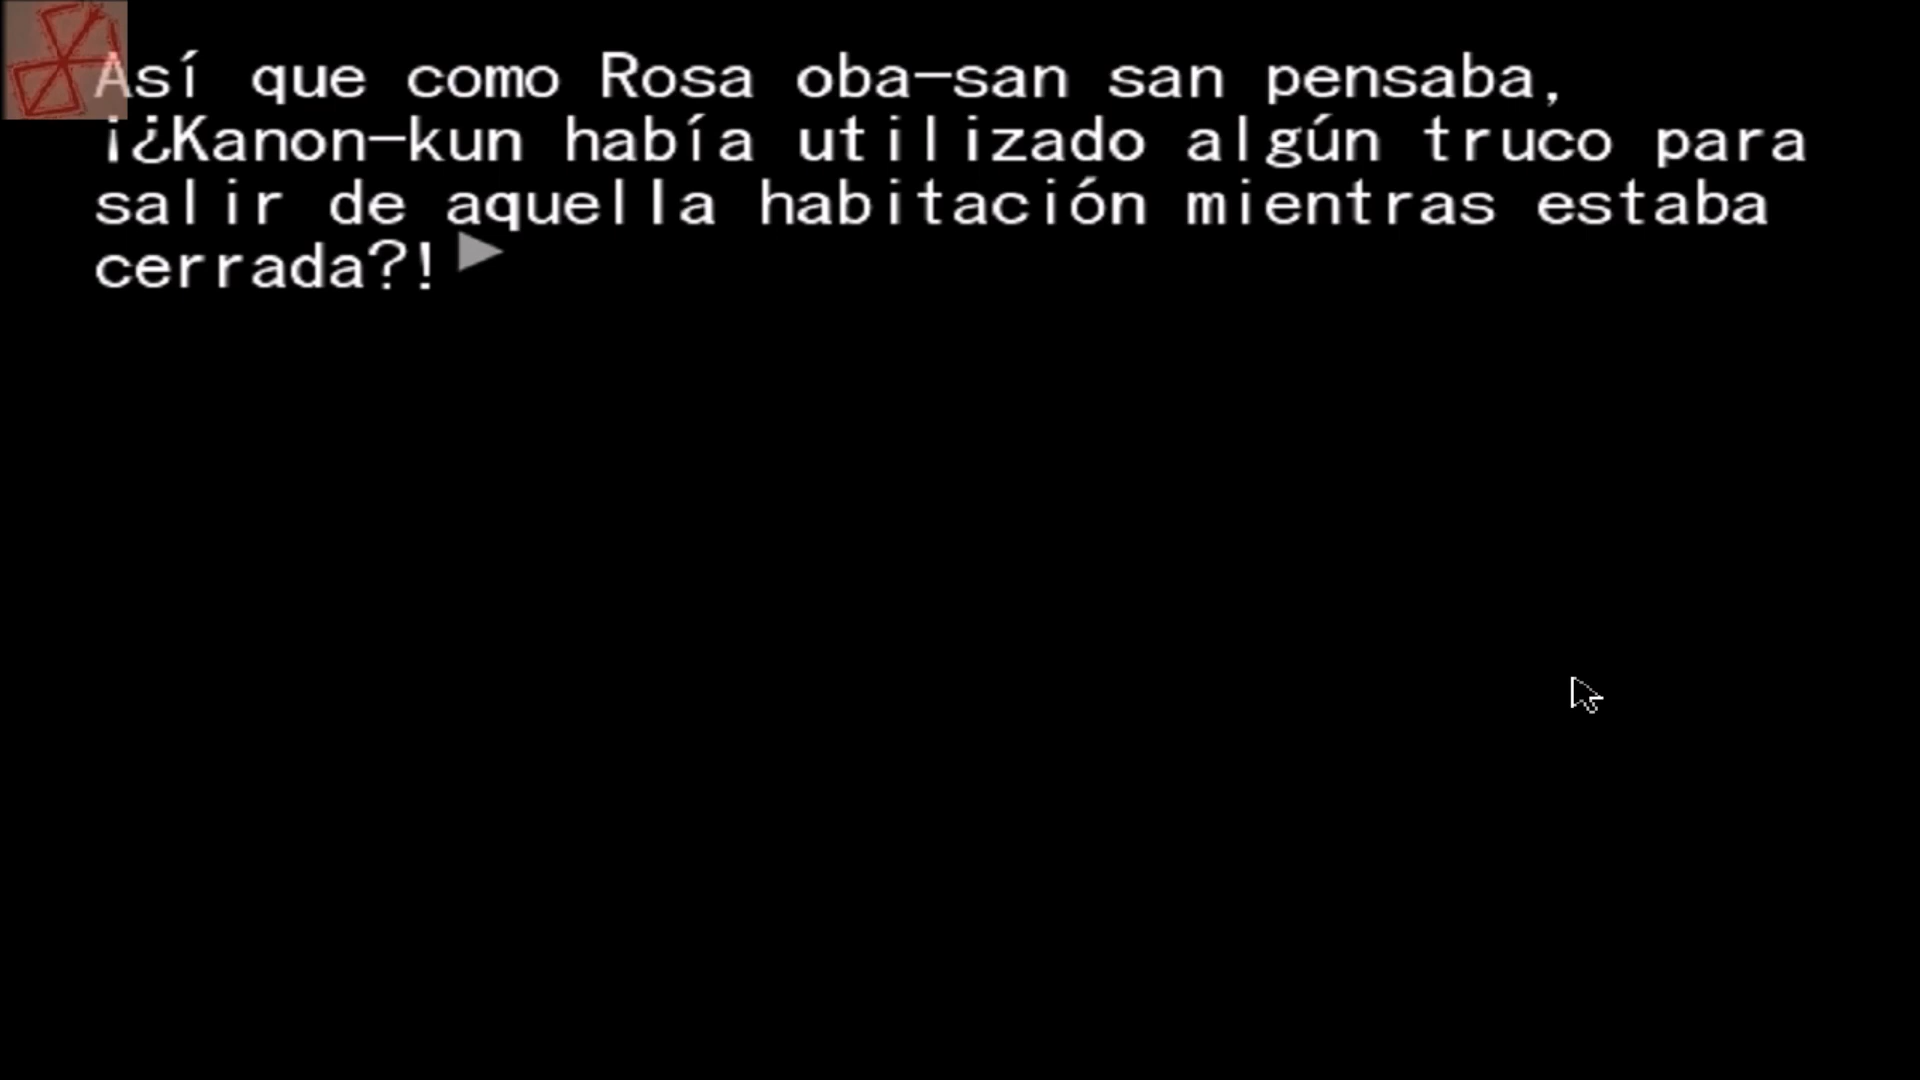 Así que como Rosa oba-san san pensaba,
¡¿Kanon-kun había utilizado algún truco para
salir de aquella habitación mientras estaba
cerrada?!